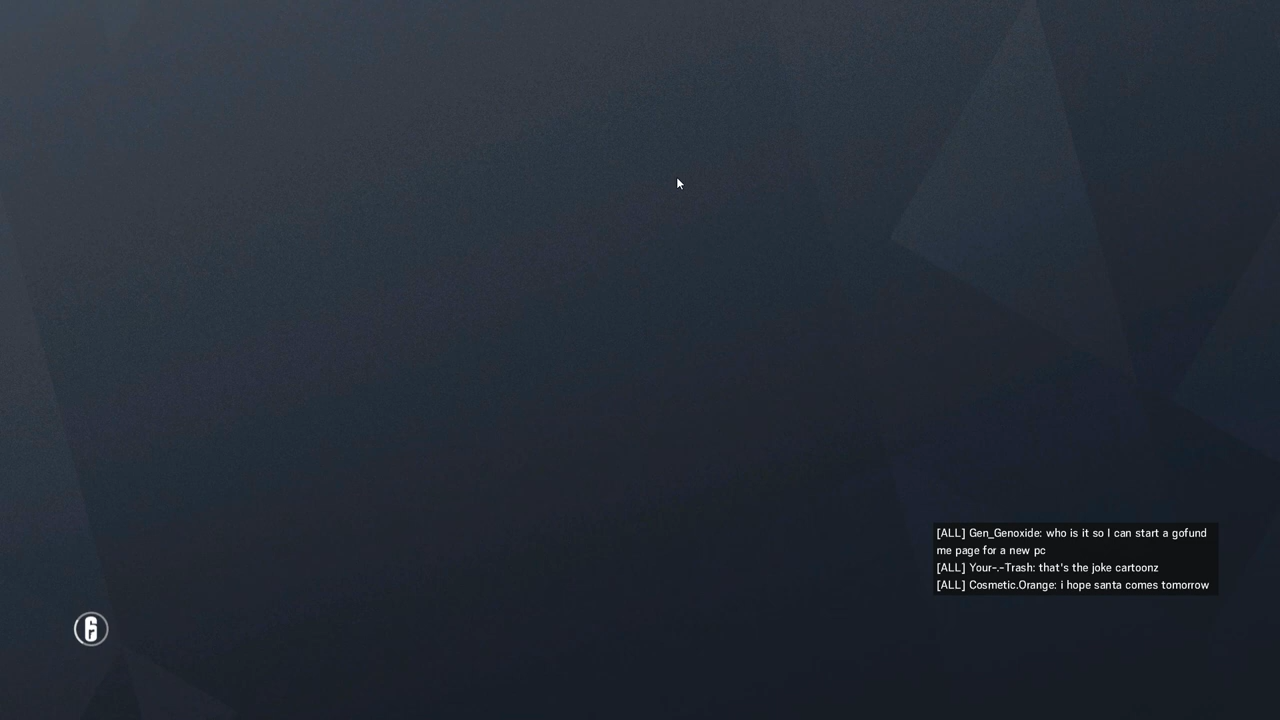 [ALL] Gen_Genoxide: who is it so I can start a gofund
me page for a new pc
[ALL] Your-.-Trash: that's the joke cartoonz
[ALL] Cosmetic.Orange: i hope santa comes tomorrow
6